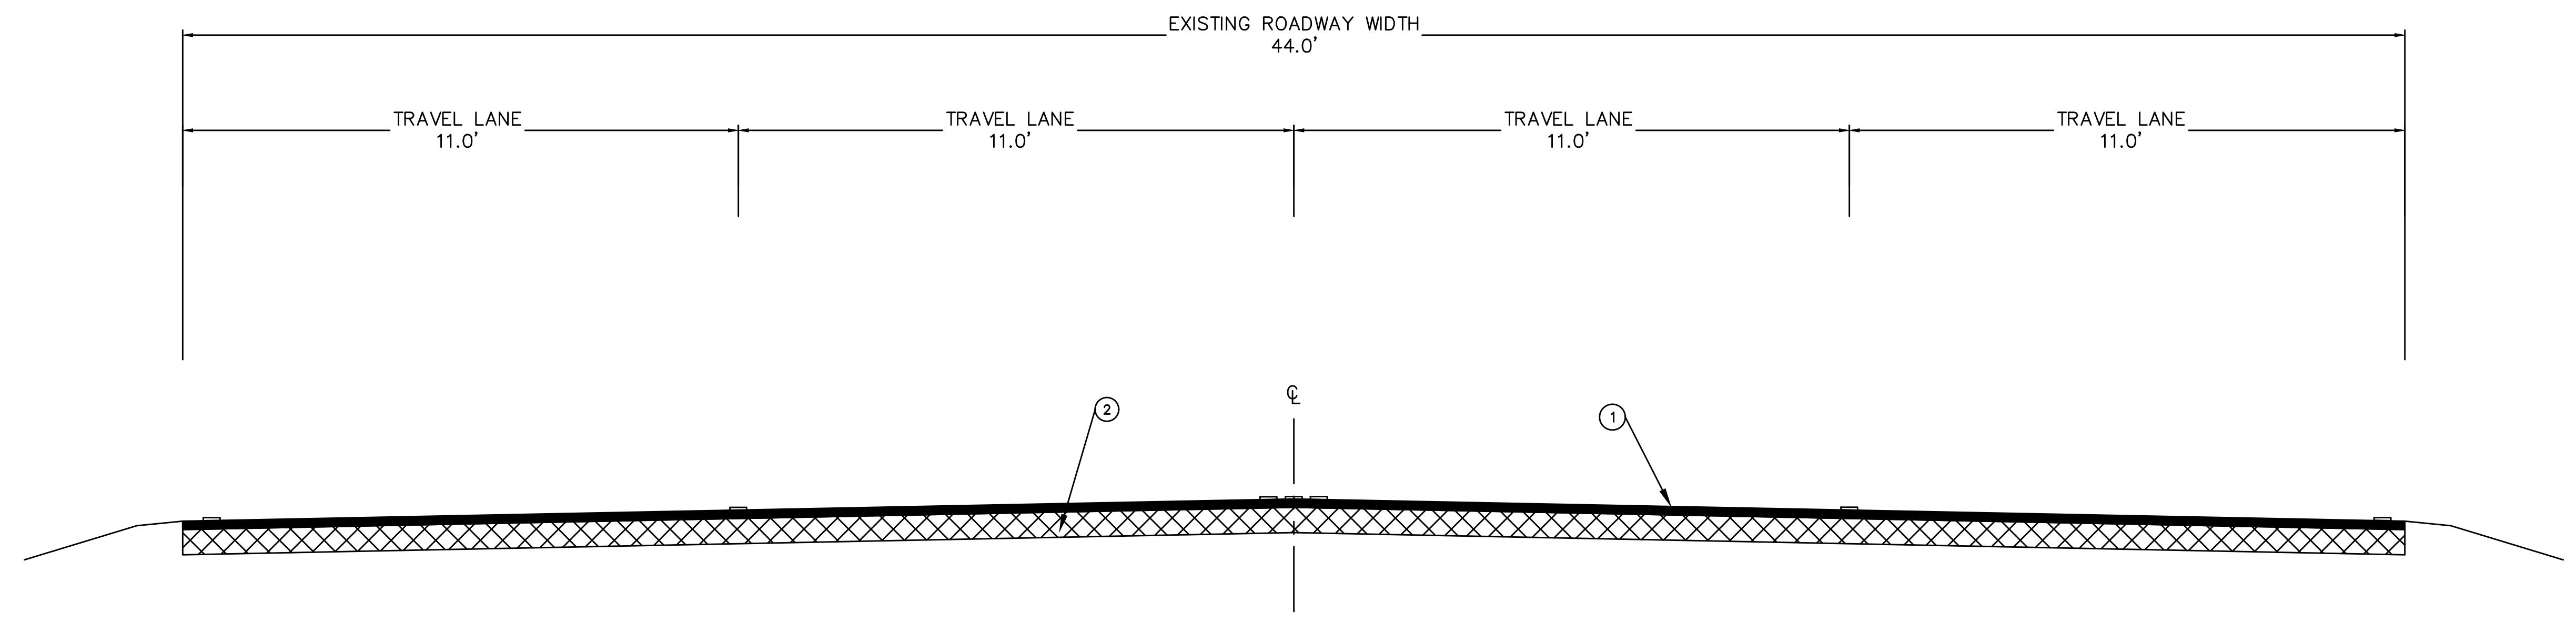 EXISTING ROADWAY WIDTH
44.0'
TRAVEL LANE
11.0'
TRAVEL LANE
11.0'
TRAVEL LANE
11.0'
TRAVEL LANE
11.0'
℄
2
1